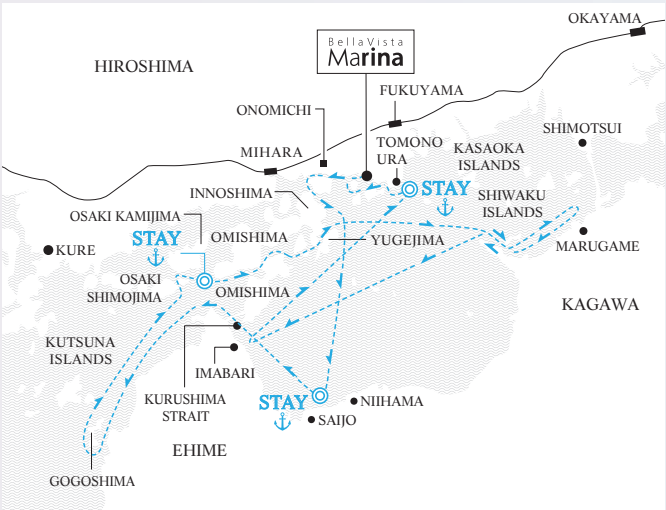 OKAYAMA
BellaVista
Marina
HIROSHIMA
FUKUYAMA
ONOMICHI
SHIMOTSUI
TOMONO
URA
KASAOKA
ISLANDS
MIHARA
STAY
INNOSHIMA
SHIWAKU
ISLANDS
OSAKI KAMIJIMA
STAY
OMISHIMA
YUGEJIMA
MARUGAME
KURE
OSAKI
SHIMOJIMA
OMISHIMA
KAGAWA
KUTSUNA
ISLANDS
IMABARI
KURUSHIMA
STRAIT
STAY
NIIHAMA
SAIJO
EHIME
GOGOSHIMA